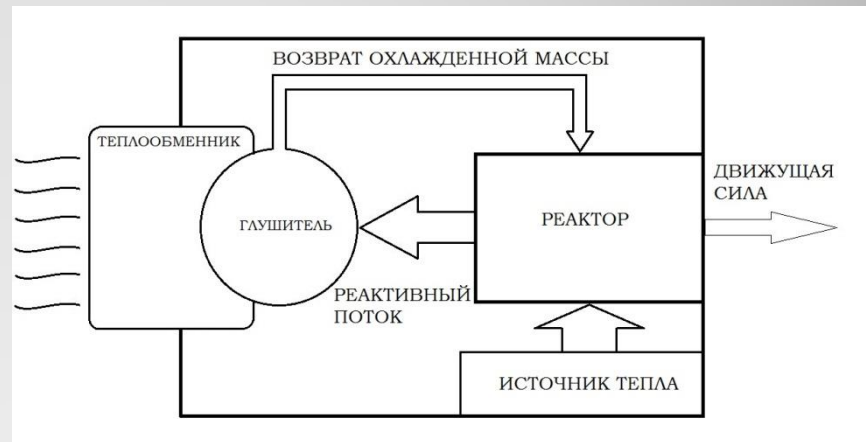 ВОЗВРАТ ОХЛАЖДЕННОЙ МАССЫ
ТЕПЛООБМЕННИК
ГЛУШИТЕЛЬ
РЕАКТИВНЫЙ
ПОТОК
РЕАКТОР
ДВИЖУЩАЯ
СИЛА
ИСТОЧНИК ТЕПЛА